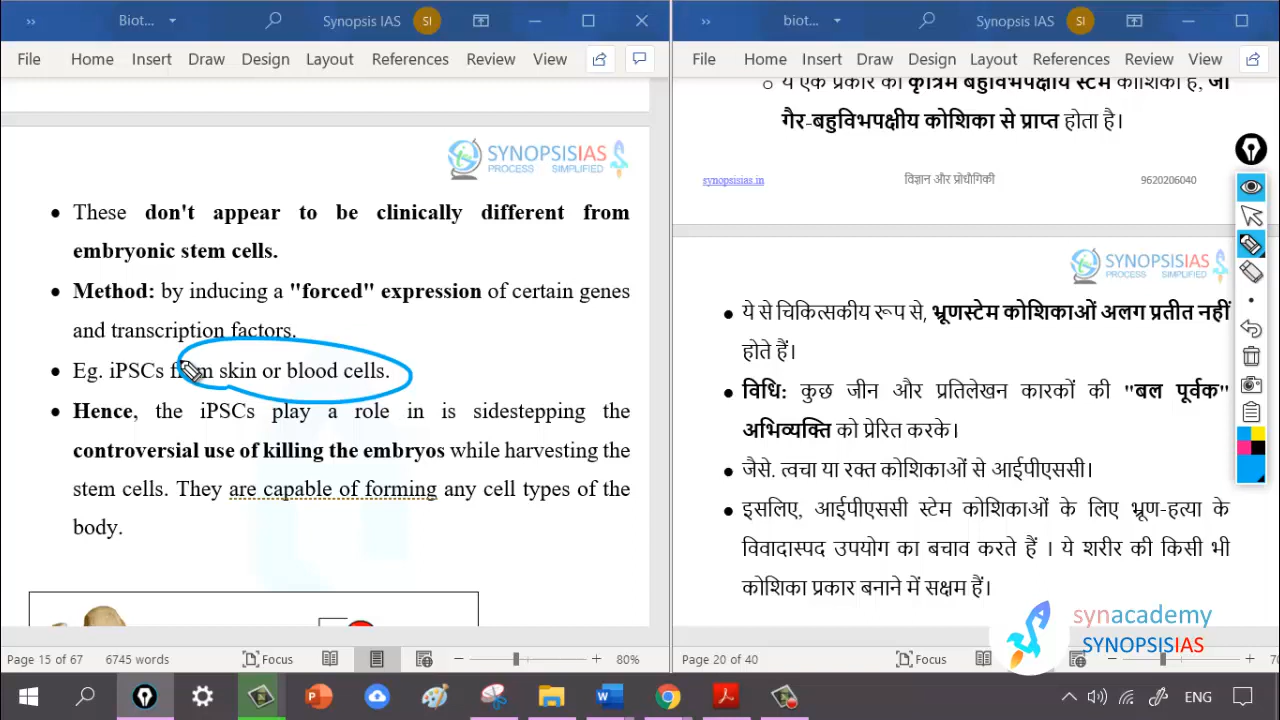 Biot...
Synopsis IAS
SI
File Home Insert Draw Design Layout References Review View
SYNOPSISIAS
PROCESS SIMPLIFIED
• These don't appear to be clinically different from
embryonic stem cells.
• Method: by inducing a "forced" expression of certain genes
and transcription factors.
• Eg. iPSCs from skin or blood cells.
• Hence, the iPSCs play a role in is sidestepping the
controversial use of killing the embryos while harvesting the
stem cells. They are capable of forming any cell types of the
body.
Page 15 of 67 6745 words Focus 80%
biot...
Synopsis IAS
SI
File Home Insert Draw Design Layout References Review View
ये एक प्रकार की कृत्रिम बहुविभपक्षीय स्टेम कोशिका है, जो
गैर-बहुविभपक्षीय कोशिका से प्राप्त होता है।
synopsisias.in विज्ञान और प्रोधौगिकी 9620206040
SYNOPSISIAS
PROCESS SIMPLIFIED
• ये से चिकित्सकीय रूप से, भ्रूणस्टेम कोशिकाओं अलग प्रतीत नहीं
होते हैं।
• विधि: कुछ जीन और प्रतिलेखन कारकों की "बल पूर्वक"
अभिव्यक्ति को प्रेरित करके।
• जैसे. त्वचा या रक्त कोशिकाओं से आईपीएससी।
• इसलिए, आईपीएससी स्टेम कोशिकाओं के लिए भ्रूण-हत्या के
विवादास्पद उपयोग का बचाव करते हैं । ये शरीर की किसी भी
कोशिका प्रकार बनाने में सक्षम हैं।
synacademy
SYNOPSISIAS
Page 20 of 40 Focus
ENG